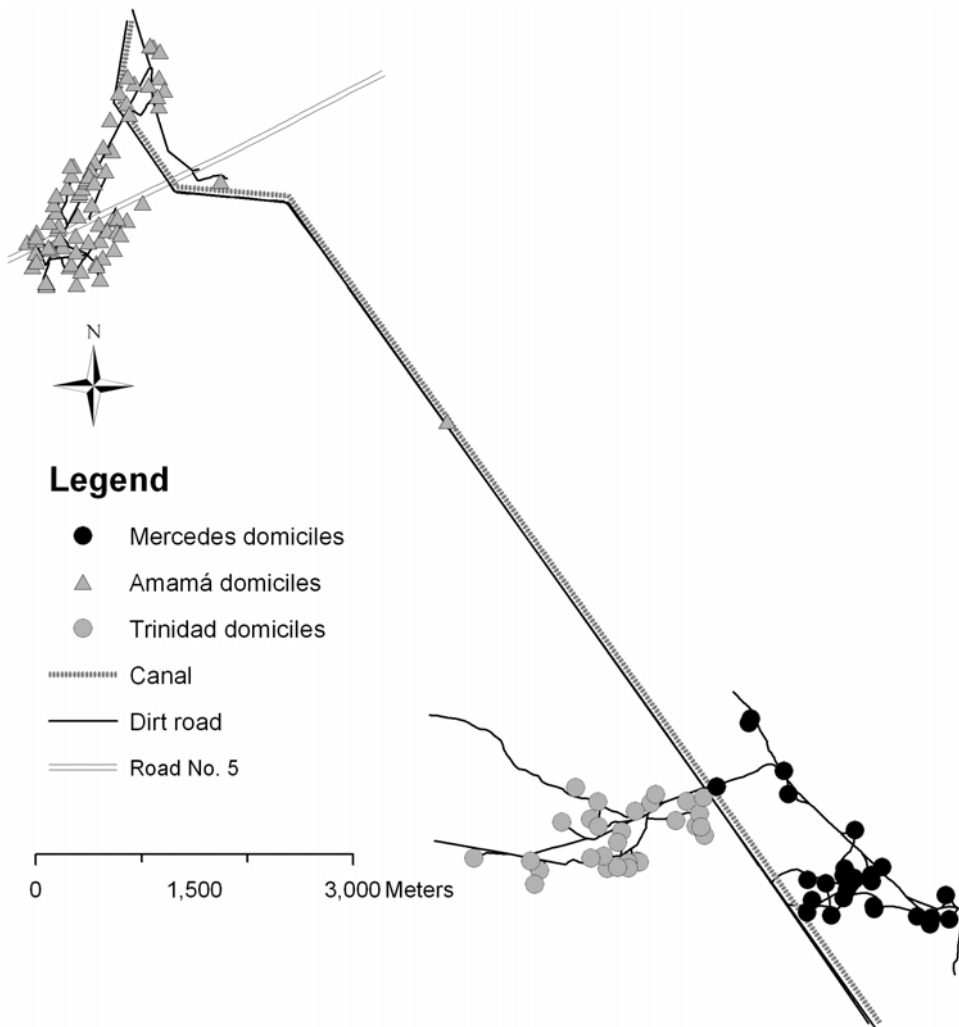 N
Legend
Mercedes domiciles
Amamá domiciles
Trinidad domiciles
Canal
Dirt road
Road No. 5
0 1,500 3,000 Meters